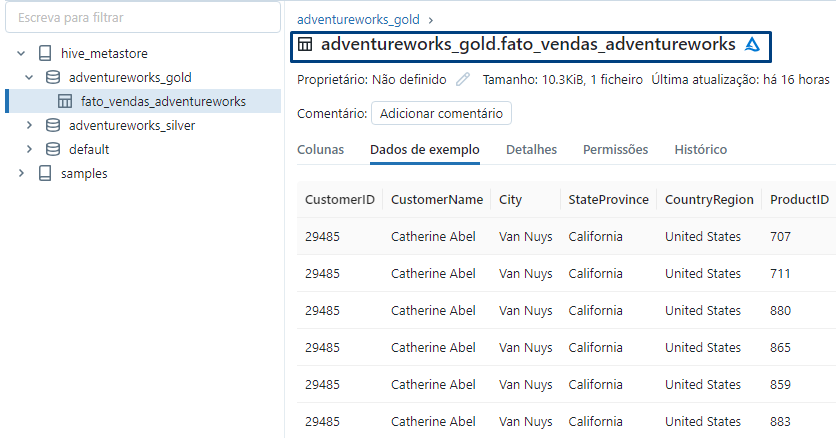 Escreva para filtrar
hive_metastore
adventureworks_gold
fato_vendas_adventureworks
adventureworks_silver
default
samples
adventureworks_gold
adventureworks_gold.fato_vendas_adventureworks
Proprietário: Não definido Tamanho: 10.3KiB, 1 ficheiro Última atualização: há 16 horas
Comentário: Adicionar comentário
Colunas Dados de exemplo Detalhes Permissões Histórico
CustomerID CustomerName City StateProvince CountryRegion ProductID
29485 Catherine Abel Van Nuys California United States 707
29485 Catherine Abel Van Nuys California United States 711
29485 Catherine Abel Van Nuys California United States 880
29485 Catherine Abel Van Nuys California United States 865
29485 Catherine Abel Van Nuys California United States 859
29485 Catherine Abel Van Nuys California United States 883